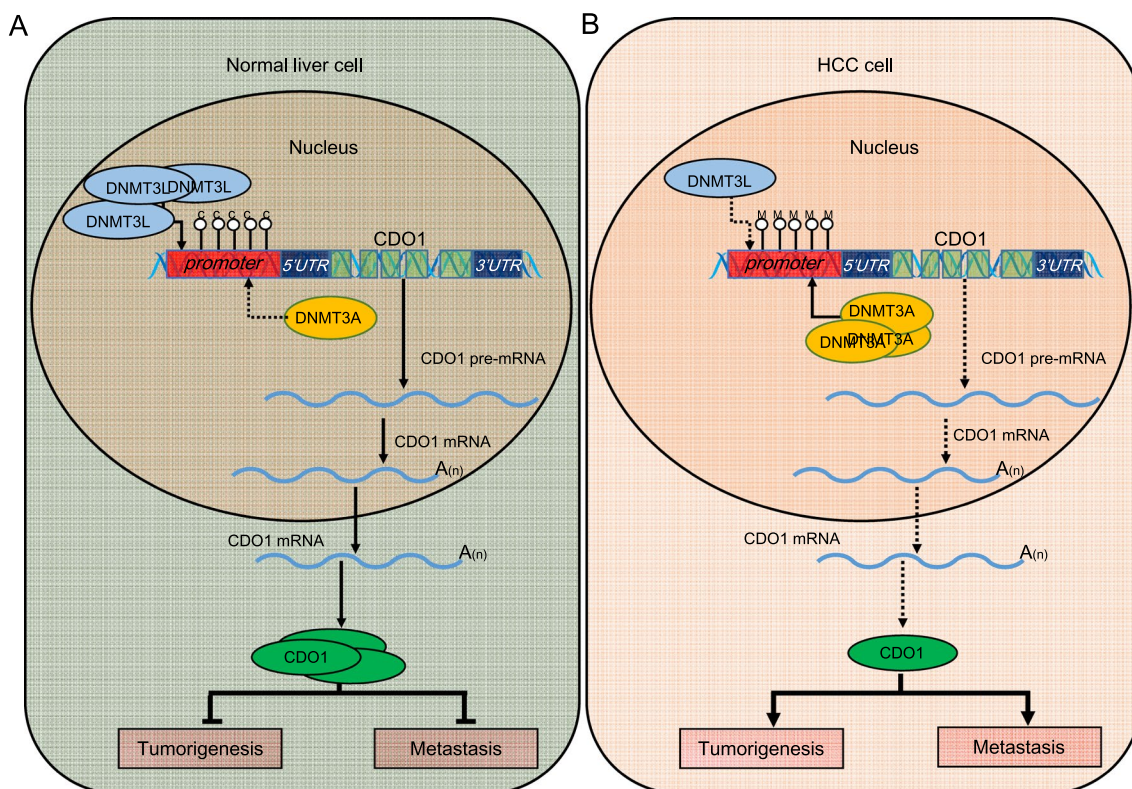 A
Normal liver cell
Nucleus
DNMT3L
DNMT3L
DNMT3L
C C C C C
CDO1
promoter
5'UTR
3'UTR
DNMT3A
CDO1 pre-mRNA
CDO1 mRNA
A(n)
CDO1 mRNA
A(n)
CDO1
Tumorigenesis
Metastasis
B
HCC cell
Nucleus
DNMT3L
M M M M M
CDO1
promoter
5'UTR
3'UTR
DNMT3A
DNMT3A
DNMT3A
CDO1 pre-mRNA
CDO1 mRNA
A(n)
CDO1 mRNA
A(n)
CDO1
Tumorigenesis
Metastasis